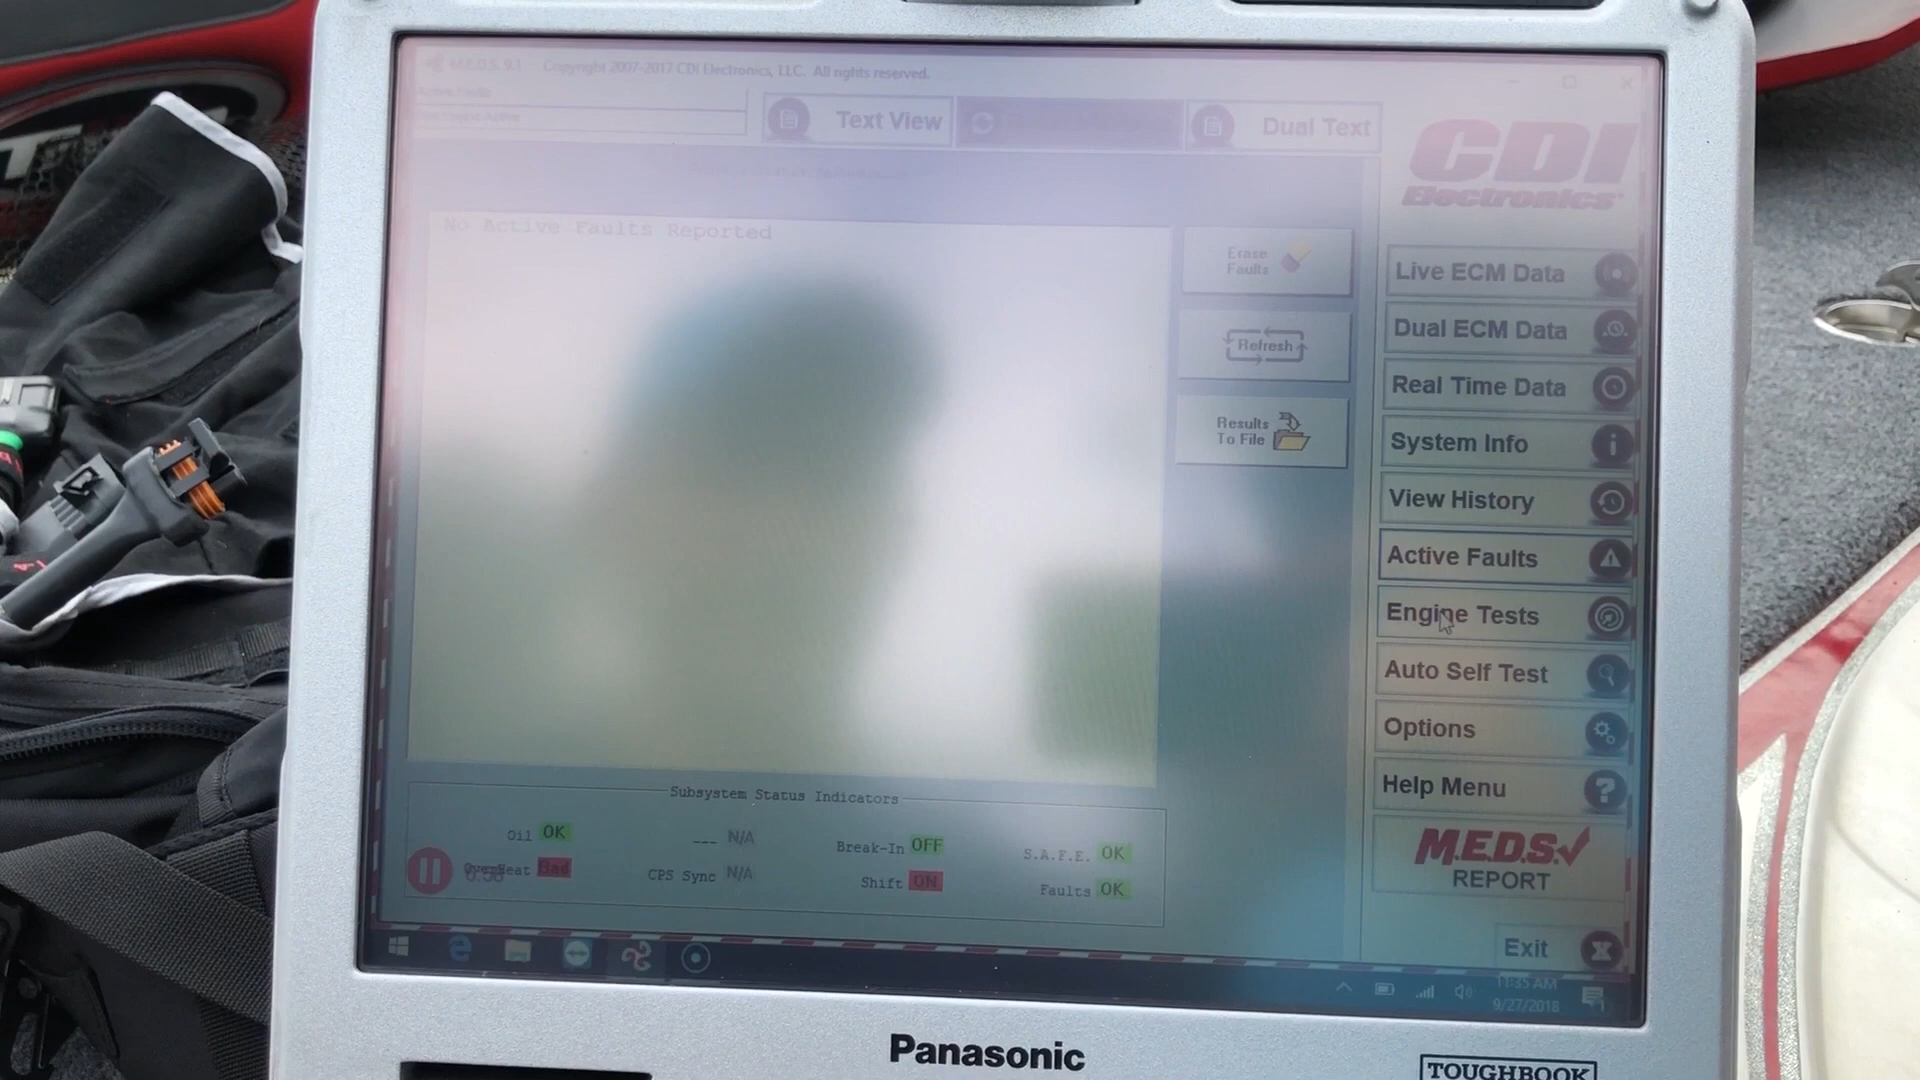 M.E.D.S. 9.1 Copyright 2007-2017 CDI Electronics, LLC. All rights reserved.
Text View
Dual Text
CDI
Electronics
No Active Faults Reported
Erase
Faults
Refresh
Results
To File
Live ECM Data
Dual ECM Data
Real Time Data
System Info
View History
Active Faults
Engine Tests
Auto Self Test
Options
Help Menu
M.E.D.S.
REPORT
Exit
Subsystem Status Indicators
Oil OK
--- N/A
Break-In OFF
S.A.F.E. OK
OverHeat Bad
CPS Sync N/A
Shift ON
Faults OK
11:35 AM
9/27/2018
Panasonic
TOUGHBOOK